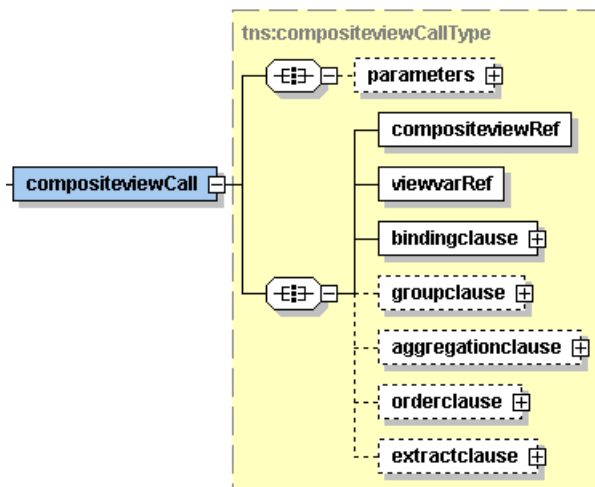 tns:compositeviewCallType
parameters
compositeviewRef
compositeviewCall
viewvarRef
bindingclause
groupclause
aggregationclause
orderclause
extractclause